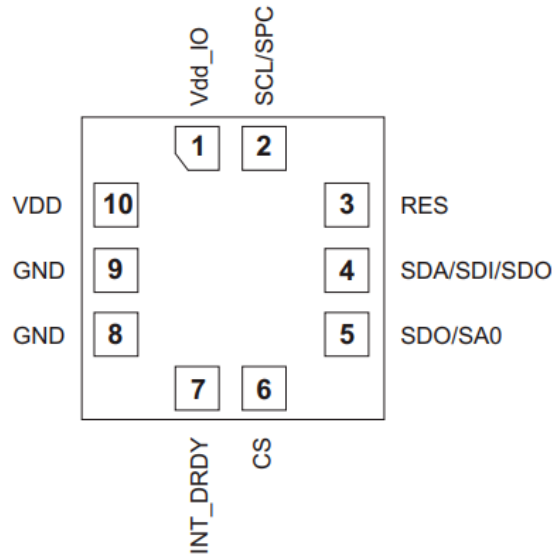 Vdd_IO
SCL/SPC
1
2
VDD
10
3
RES
GND
9
4
SDA/SDI/SDO
GND
8
5
SDO/SA0
7
6
INT_DRDY
CS